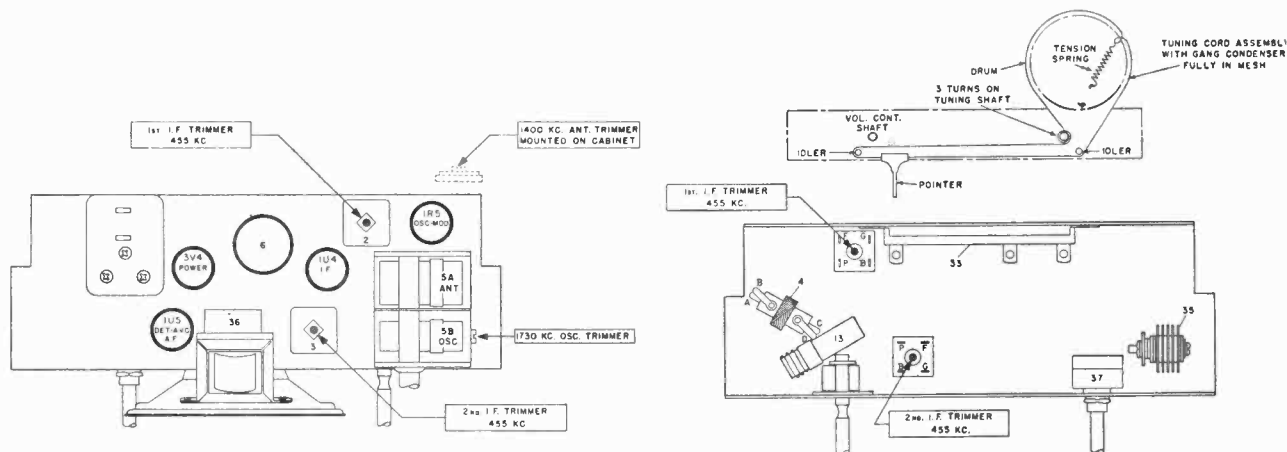 1st. I.F. TRIMMER
455 KC
1400 KC. ANT. TRIMMER
MOUNTED ON CABINET
2
1R5
OSC-MOD
6
3V4
POWER
1U4
I.F.
5A
ANT
1U5
DET-AVC
A.F
36
3
5B
OSC
1730 KC. OSC. TRIMMER
2ND. I.F. TRIMMER
455 KC
TENSION
SPRING
DRUM
TUNING CORD ASSEMBLY
WITH GANG CONDENSER
FULLY IN MESH
3 TURNS ON
TUNING SHAFT
VOL. CONT.
SHAFT
IDLER
IDLER
POINTER
1st. I.F. TRIMMER
455 KC.
F G
P B
33
B
4
A
C
D
13
35
P F
B G
37
2ND. I.F. TRIMMER
455 KC.